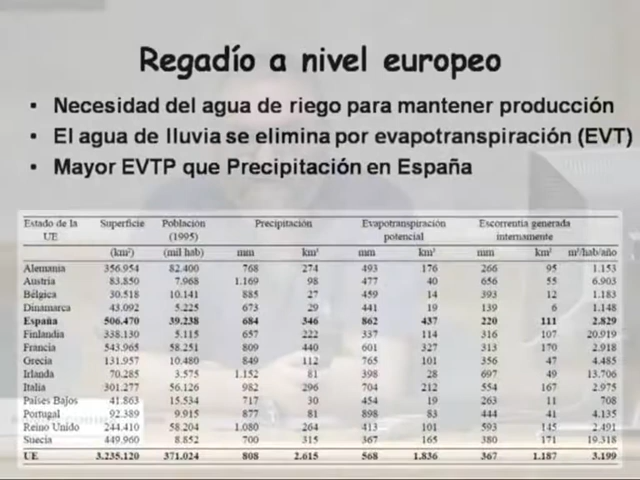 Regadío a nivel europeo
• Necesidad del agua de riego para mantener producción
• El agua de lluvia se elimina por evapotranspiración (EVT)
• Mayor EVTP que Precipitación en España
Estado de la UE Superficie Población (1995) Precipitación Evapotranspiración potencial Escorrentía generada internamente
(km²) (mil hab) mm km³ mm km³ mm km³ m³/hab/año
Alemania 356.954 82.400 768 274 493 176 266 95 1.153
Austria 83.850 7.968 1.169 98 477 40 656 55 6.903
Bélgica 30.518 10.141 885 27 459 14 393 12 1.183
Dinamarca 43.092 5.225 673 29 441 19 139 6 1.148
España 506.470 39.238 684 346 862 437 220 111 2.829
Finlandia 338.130 5.115 657 222 337 114 316 107 20.919
Francia 543.965 58.251 809 440 601 327 313 170 2.918
Grecia 131.957 10.480 849 112 765 101 356 47 4.485
Irlanda 70.285 3.575 1.152 81 398 28 697 49 13.706
Italia 301.277 56.126 982 296 704 212 554 167 2.975
Países Bajos 41.863 15.534 717 30 454 19 263 11 708
Portugal 92.389 9.915 877 81 898 83 444 41 4.135
Reino Unido 244.410 58.204 1.080 264 413 101 593 145 2.491
Suecia 449.960 8.852 700 315 367 165 380 171 19.318
UE 3.235.120 371.024 808 2.615 568 1.836 367 1.187 3.199